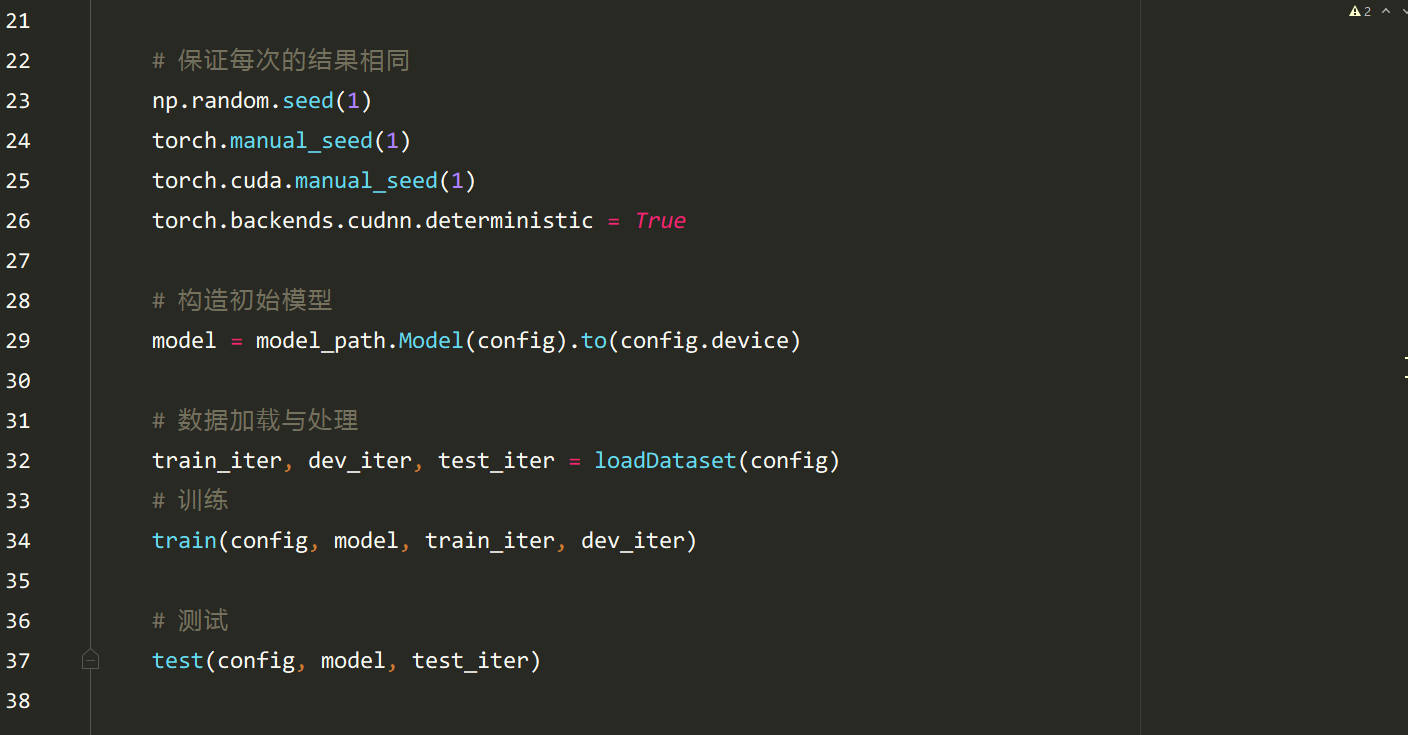 21
22 # 保证每次的结果相同
23 np.random.seed(1)
24 torch.manual_seed(1)
25 torch.cuda.manual_seed(1)
26 torch.backends.cudnn.deterministic = True
27
28 # 构造初始模型
29 model = model_path.Model(config).to(config.device)
30
31 # 数据加载与处理
32 train_iter, dev_iter, test_iter = loadDataset(config)
33 # 训练
34 train(config, model, train_iter, dev_iter)
35
36 # 测试
37 test(config, model, test_iter)
38
2